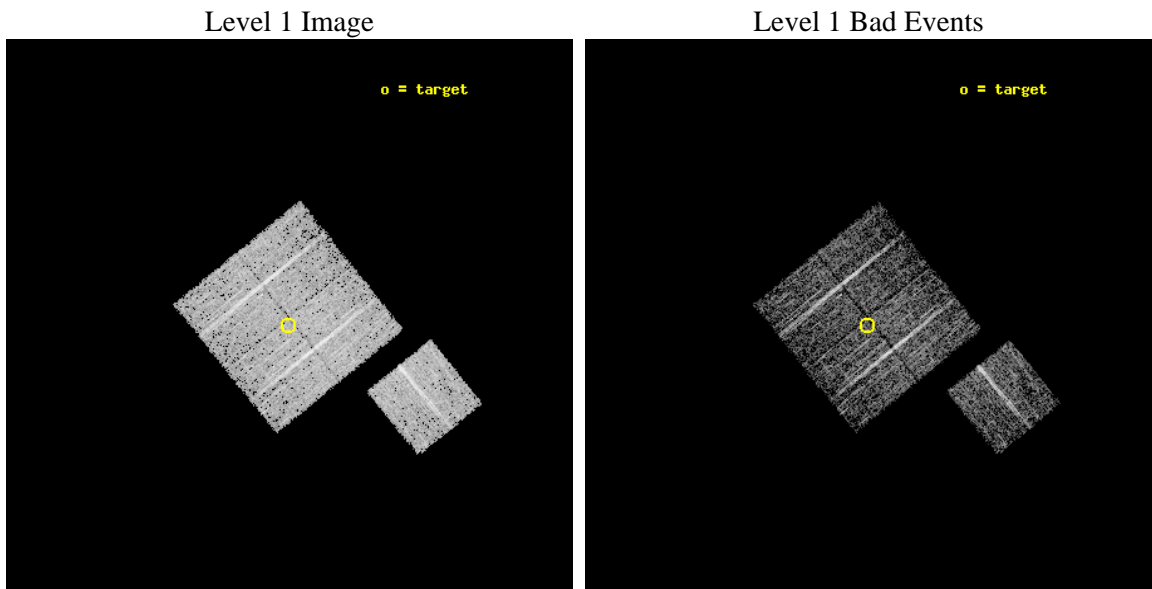 Level 1 Image
Level 1 Bad Events
o = target
o = target